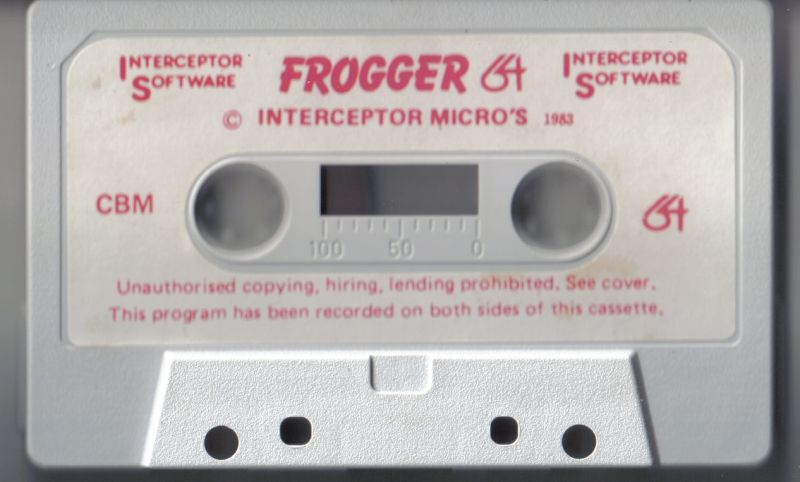 INTERCEPTOR SOFTWARE
FROGGER 64
INTERCEPTOR SOFTWARE
© INTERCEPTOR MICRO'S 1983
CBM
64
100 50 0
Unauthorised copying, hiring, lending prohibited. See cover.
This program has been recorded on both sides of this cassette.